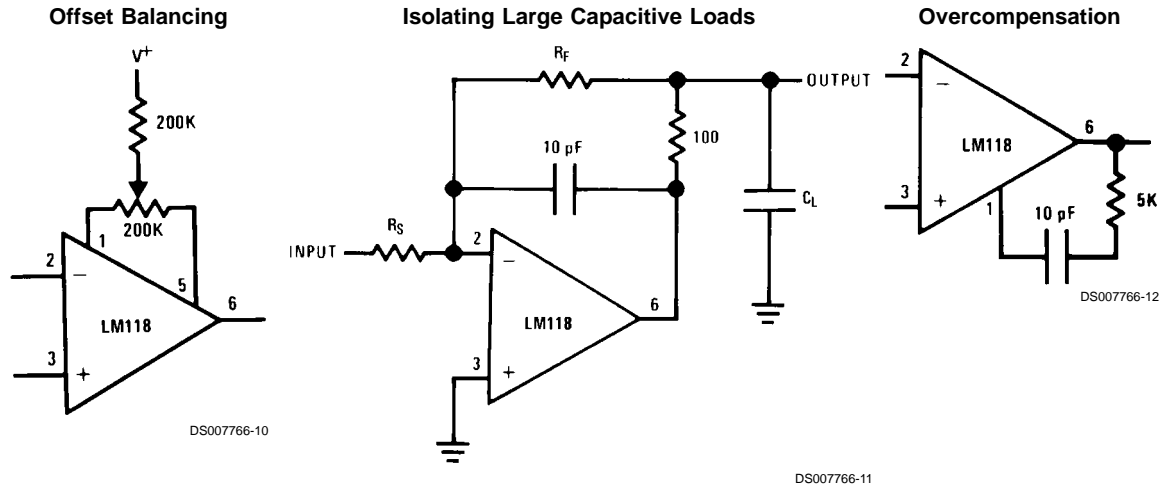 Offset Balancing
V+
200K
200K
1
2
−
5
6
LM118
3
+
DS007766-10
Isolating Large Capacitive Loads
RF
OUTPUT
100
10 pF
CL
RS
INPUT
2
−
6
LM118
3
+
DS007766-11
Overcompensation
2
−
6
LM118
3
+
1
10 pF
5K
DS007766-12